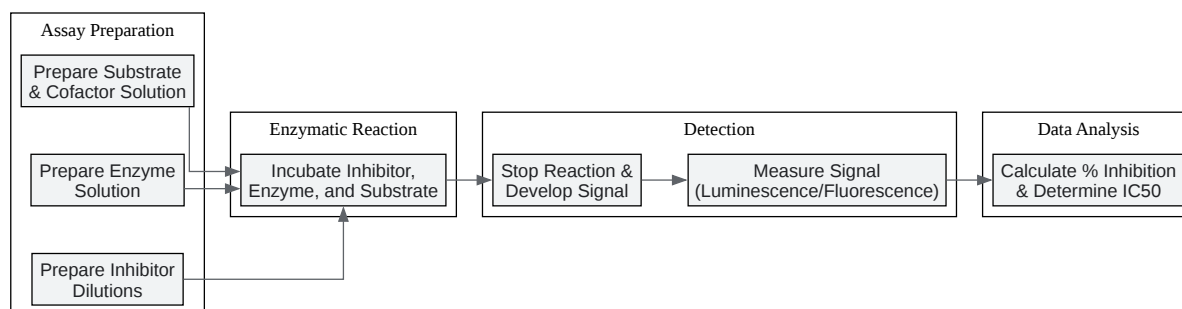 Assay Preparation
Prepare Substrate
& Cofactor Solution
Prepare Enzyme
Solution
Prepare Inhibitor
Dilutions
Enzymatic Reaction
Incubate Inhibitor,
Enzyme, and Substrate
Detection
Stop Reaction &
Develop Signal
Measure Signal
(Luminescence/Fluorescence)
Data Analysis
Calculate % Inhibition
& Determine IC50